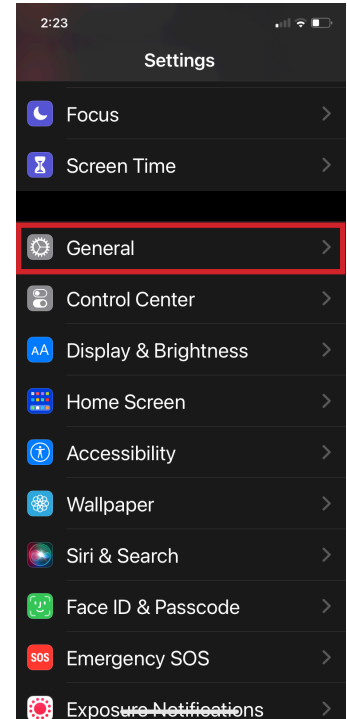 2:23
Settings
Focus
Screen Time
General
Control Center
AA Display & Brightness
Home Screen
Accessibility
Wallpaper
Siri & Search
Face ID & Passcode
SOS Emergency SOS
Exposure Notifications